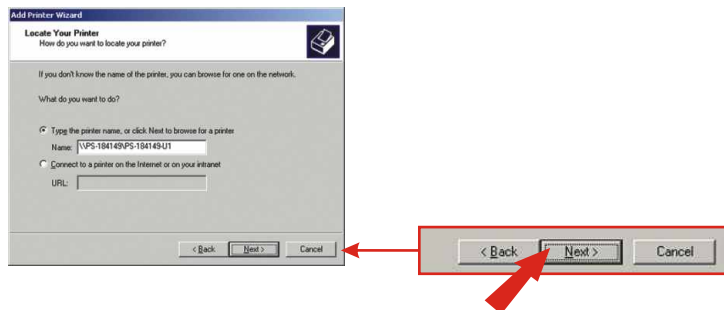 Add Printer Wizard
Locate Your Printer
How do you want to locate your printer?
If you don't know the name of the printer, you can browse for one on the network.
What do you want to do?
Type the printer name, or click Next to browse for a printer
Name: \\PS-184149\PS-184149-U1
Connect to a printer on the Internet or on your intranet
URL:
< Back Next > Cancel
< Back Next > Cancel